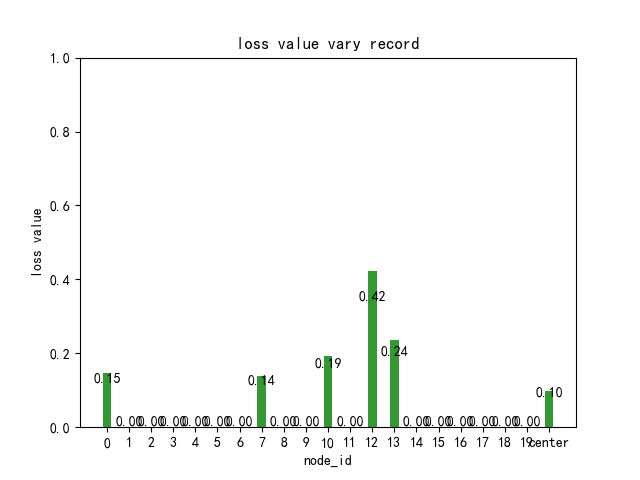 loss value vary record
1.0
0.8
0.6
0.4
0.2
0.0
loss value
0.15 0.00 0.00 0.00 0.00 0.00 0.00 0.14 0.00 0.00 0.19 0.00 0.42 0.24 0.00 0.00 0.00 0.00 0.00 0.00 0.10
0 1 2 3 4 5 6 7 8 9 10 11 12 13 14 15 16 17 18 19 center
node_id